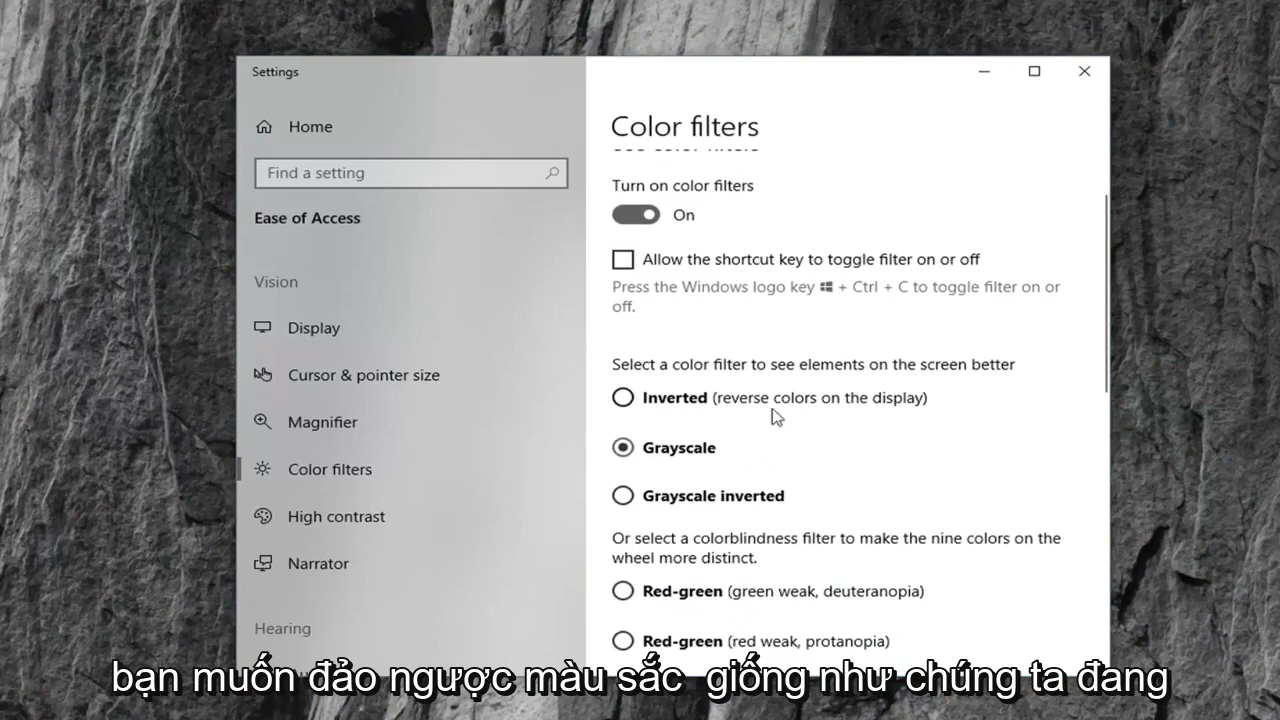 Settings
Home
Find a setting
Ease of Access
Vision
Display
Cursor & pointer size
Magnifier
Color filters
High contrast
Narrator
Hearing
Color filters
Turn on color filters
On
Allow the shortcut key to toggle filter on or off
Press the Windows logo key + Ctrl + C to toggle filter on or
off.
Select a color filter to see elements on the screen better
Inverted (reverse colors on the display)
Grayscale
Grayscale inverted
Or select a colorblindness filter to make the nine colors on the
wheel more distinct.
Red-green (green weak, deuteranopia)
Red-green (red weak, protanopia)
bạn muốn đảo ngược màu sắc giống như chúng ta đang